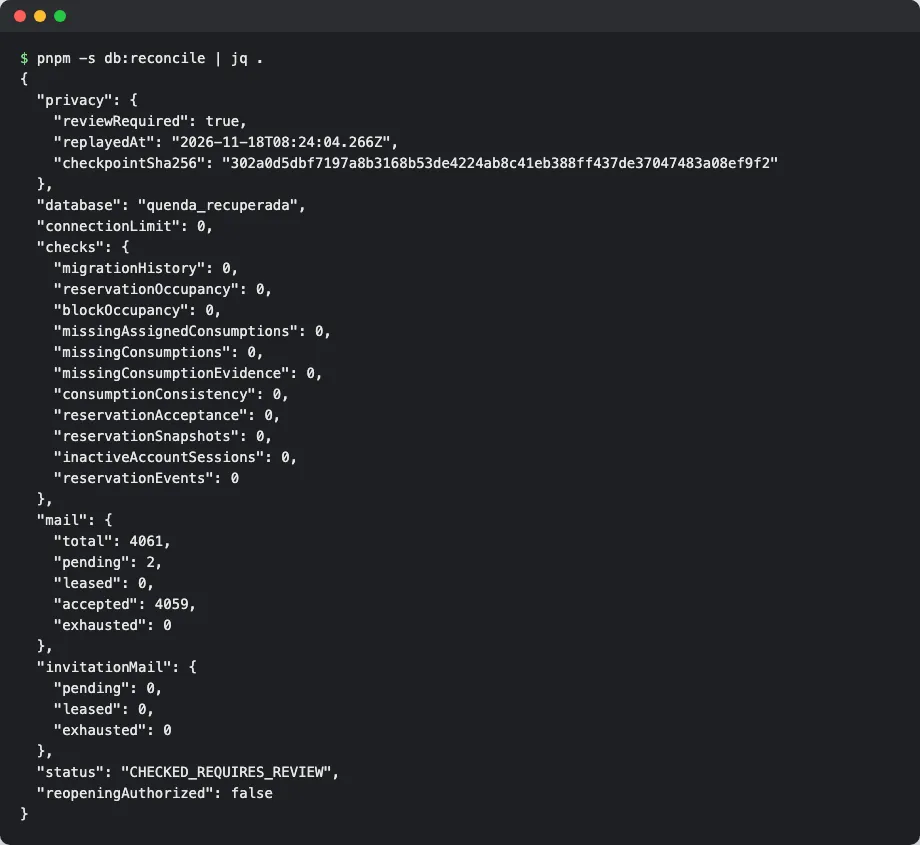 $ pnpm -s db:reconcile | jq .
{
  "privacy": {
    "reviewRequired": true,
    "replayedAt": "2026-11-18T08:24:04.266Z",
    "checkpointSha256": "302a0d5dbf7197a8b3168b53de4224ab8c41eb388ff437de37047483a08ef9f2"
  },
  "database": "quenda_recuperada",
  "connectionLimit": 0,
  "checks": {
    "migrationHistory": 0,
    "reservationOccupancy": 0,
    "blockOccupancy": 0,
    "missingAssignedConsumptions": 0,
    "missingConsumptions": 0,
    "missingConsumptionEvidence": 0,
    "consumptionConsistency": 0,
    "reservationAcceptance": 0,
    "reservationSnapshots": 0,
    "inactiveAccountSessions": 0,
    "reservationEvents": 0
  },
  "mail": {
    "total": 4061,
    "pending": 2,
    "leased": 0,
    "accepted": 4059,
    "exhausted": 0
  },
  "invitationMail": {
    "pending": 0,
    "leased": 0,
    "exhausted": 0
  },
  "status": "CHECKED_REQUIRES_REVIEW",
  "reopeningAuthorized": false
}